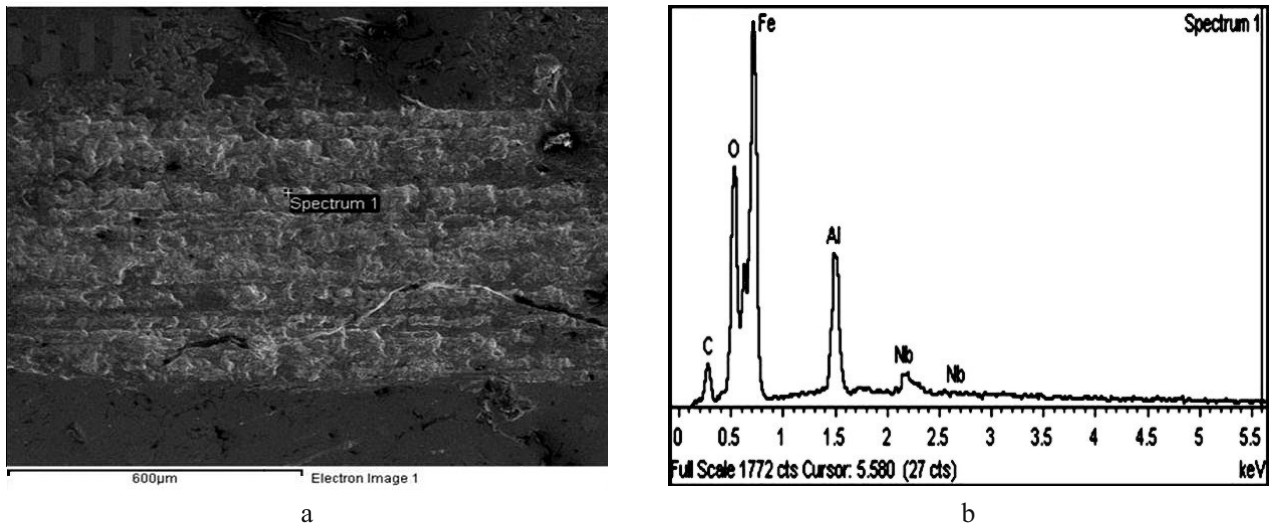 Spectrum 1
600µm
Electron Image 1
a
Spectrum 1
Fe
O
Al
C
Nb
Nb
0 0.5 1 1.5 2 2.5 3 3.5 4 4.5 5 5.5
Full Scale 1772 cts Cursor: 5.580 (27 cts)
keV
b